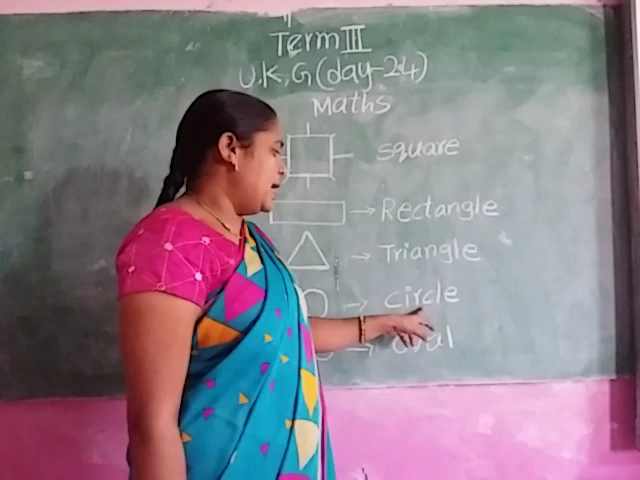 Term III
U.K.G (day-24)
Maths
square
→ Rectangle
→ Triangle
→ circle
→ oval